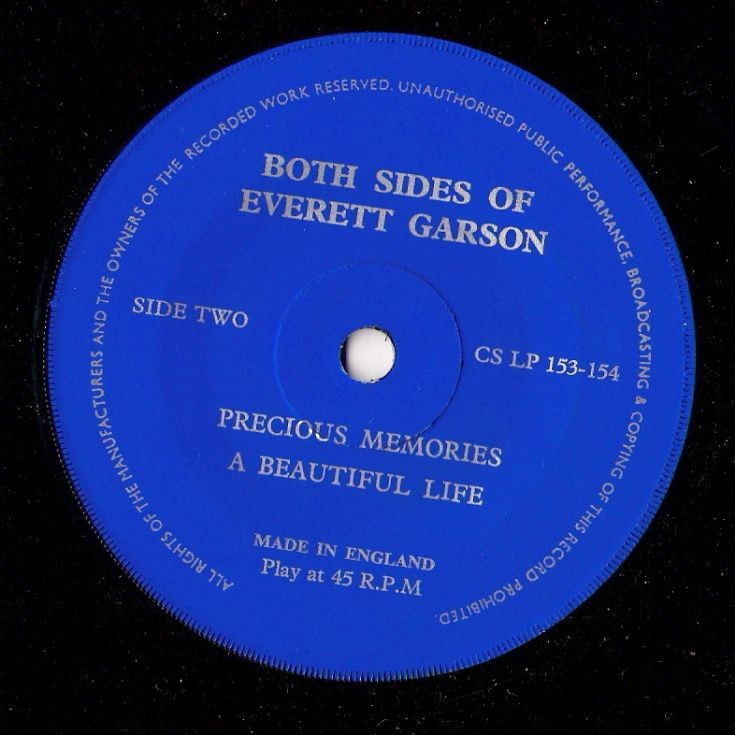 ALL RIGHTS OF THE MANUFACTURERS AND THE OWNERS OF THE RECORDED WORK RESERVED. UNAUTHORISED PUBLIC PERFORMANCE, BROADCASTING & COPYING OF THIS RECORD PROHIBITED.
BOTH SIDES OF
EVERETT GARSON
SIDE TWO
CS LP 153-154
PRECIOUS MEMORIES
A BEAUTIFUL LIFE
MADE IN ENGLAND
Play at 45 R.P.M